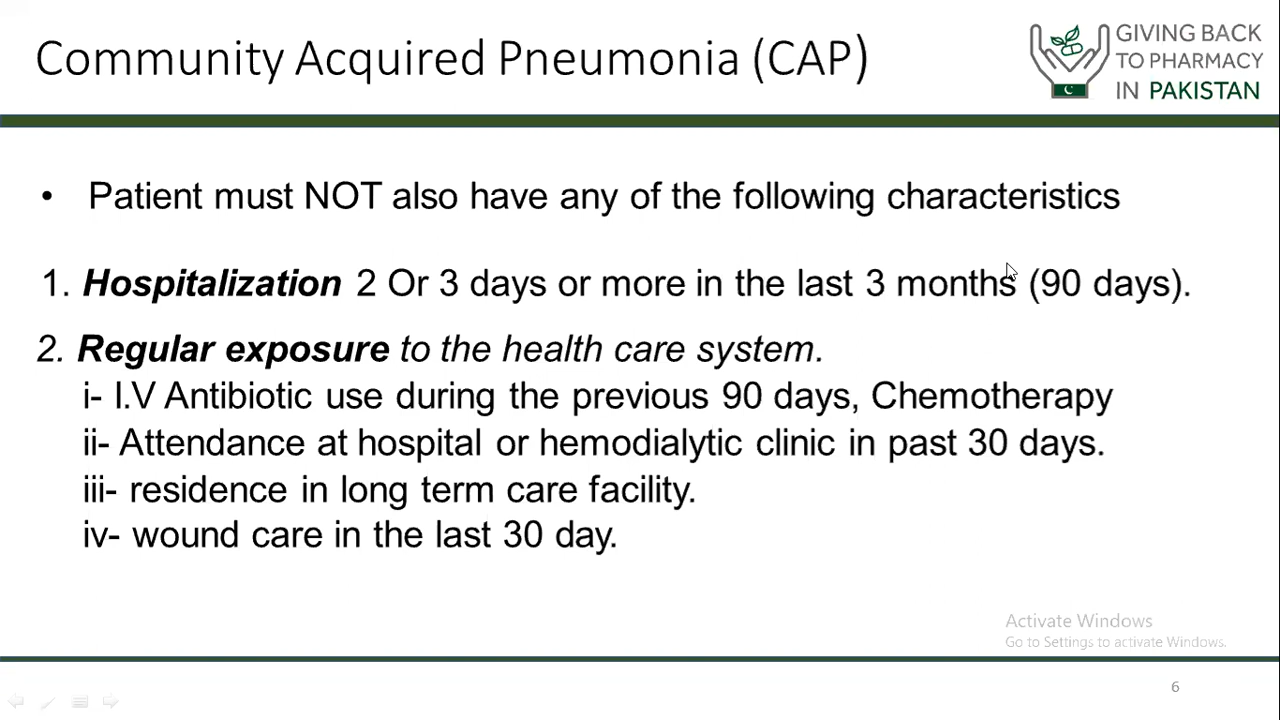 Community Acquired Pneumonia (CAP)
GIVING BACK
TO PHARMACY
IN PAKISTAN
• Patient must NOT also have any of the following characteristics
1. Hospitalization 2 Or 3 days or more in the last 3 months (90 days).
2. Regular exposure to the health care system.
i- I.V Antibiotic use during the previous 90 days, Chemotherapy
ii- Attendance at hospital or hemodialytic clinic in past 30 days.
iii- residence in long term care facility.
iv- wound care in the last 30 day.
Activate Windows
Go to Settings to activate Windows.
6